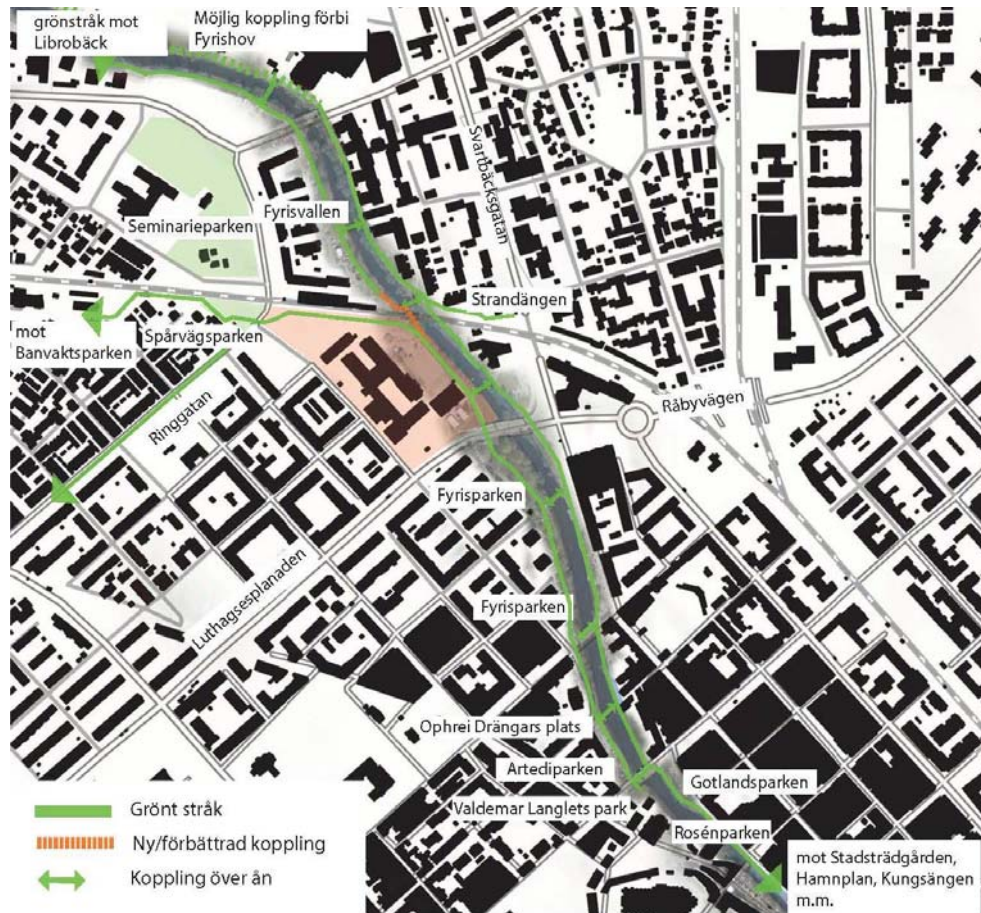 grönstråk mot
Librobäck
Möjlig koppling förbi
Fyrishov
Svartbäcksgatan
Fyrisvallen
Seminarieparken
Strandängen
mot
Banvaktsparken
Spårvägsparken
Ringgatan
Råbyvägen
Fyrisparken
Luthagsesplanaden
Fyrisparken
Ophrei Drängars plats
Artediparken
Gotlandsparken
Valdemar Langlets park
Rosénparken
Grönt stråk
Ny/förbättrad koppling
Koppling över ån
mot Stadsträdgården,
Hamnplan, Kungsängen
m.m.